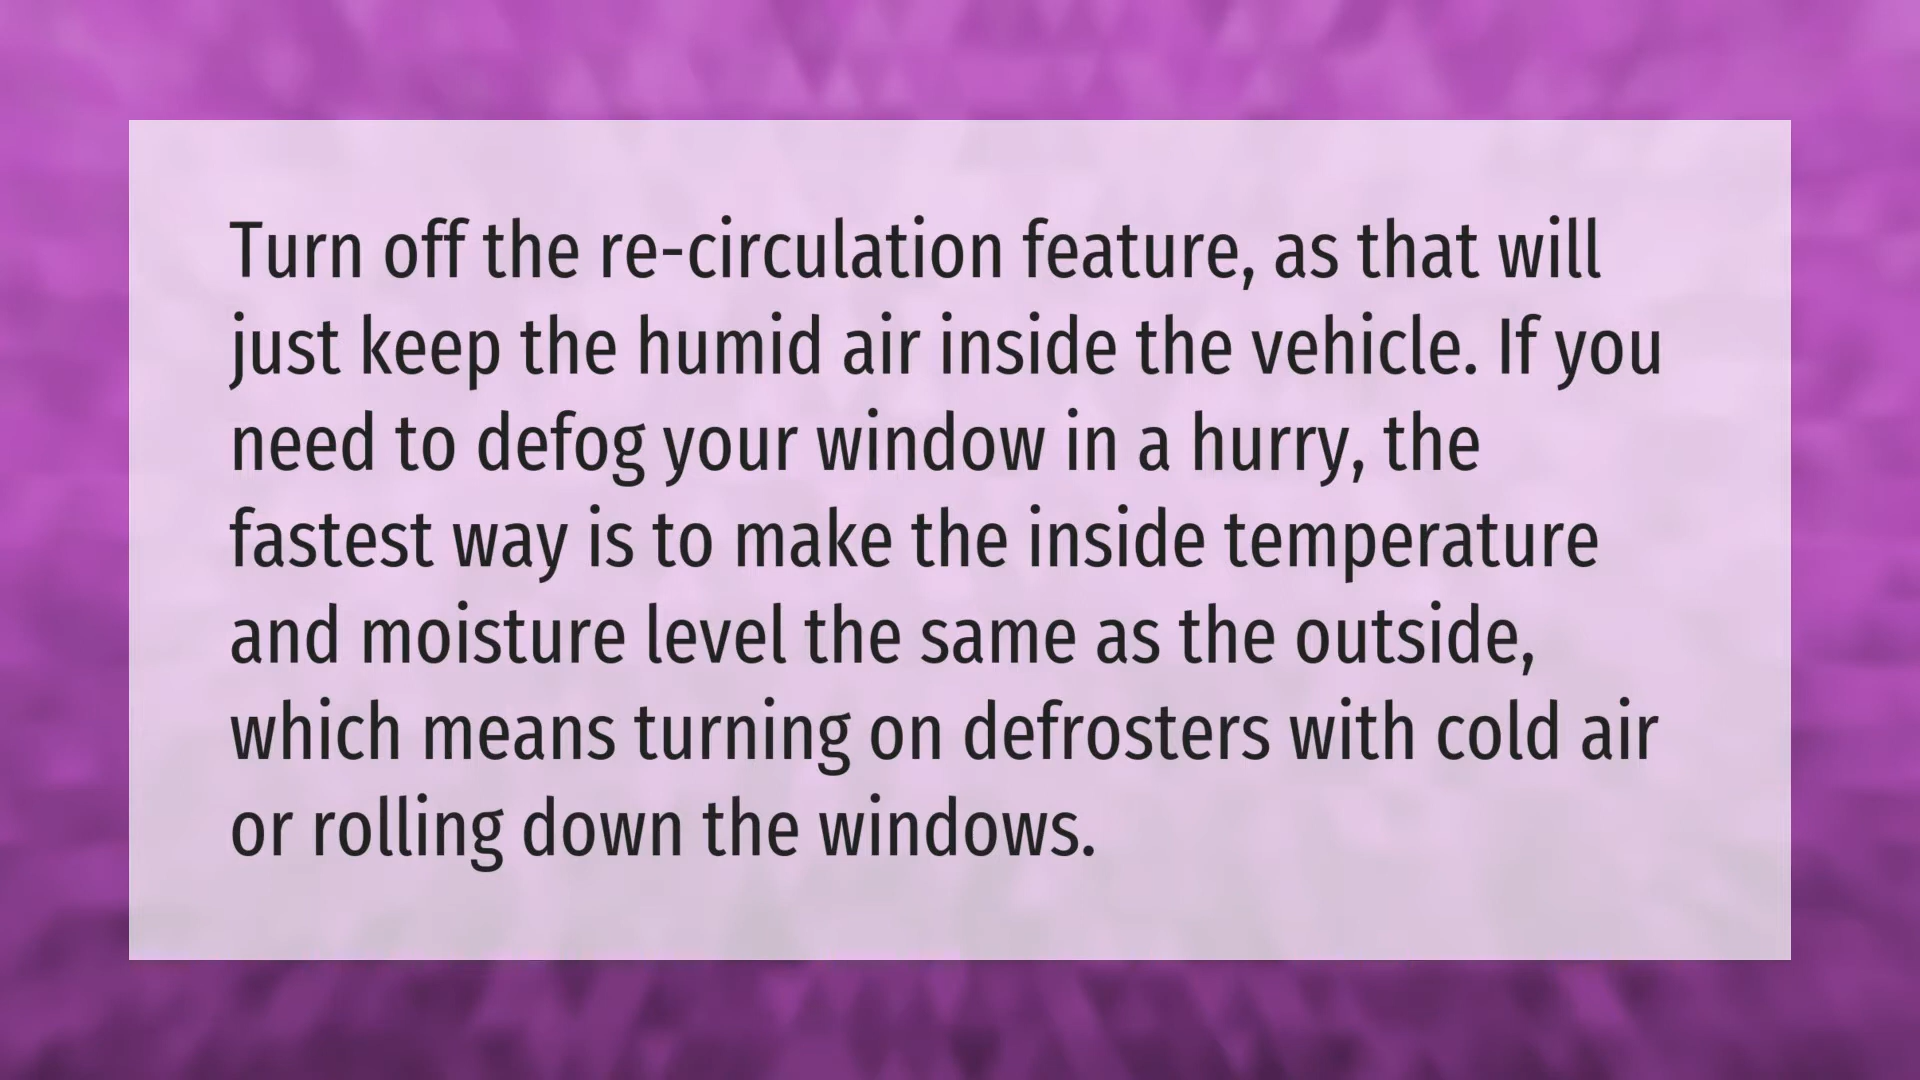 Turn off the re-circulation feature, as that will
just keep the humid air inside the vehicle. If you
need to defog your window in a hurry, the
fastest way is to make the inside temperature
and moisture level the same as the outside,
which means turning on defrosters with cold air
or rolling down the windows.